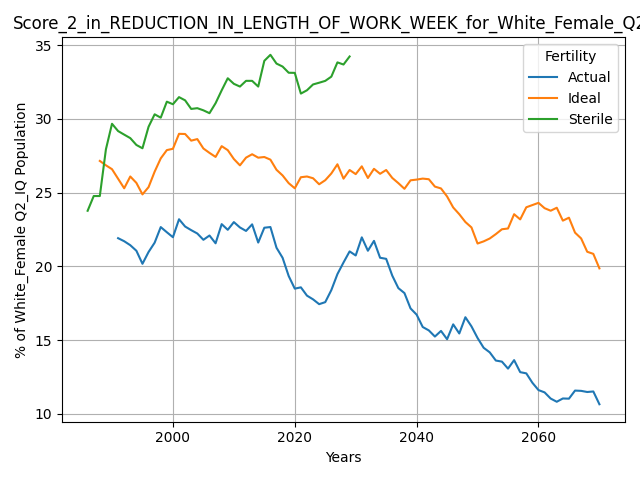 Score_2_in_REDUCTION_IN_LENGTH_OF_WORK_WEEK_for_White_Female_Q2
35
30
25
20
15
10
% of White_Female Q2_IQ Population
Fertility
Actual
Ideal
Sterile
2000
2020
2040
2060
Years